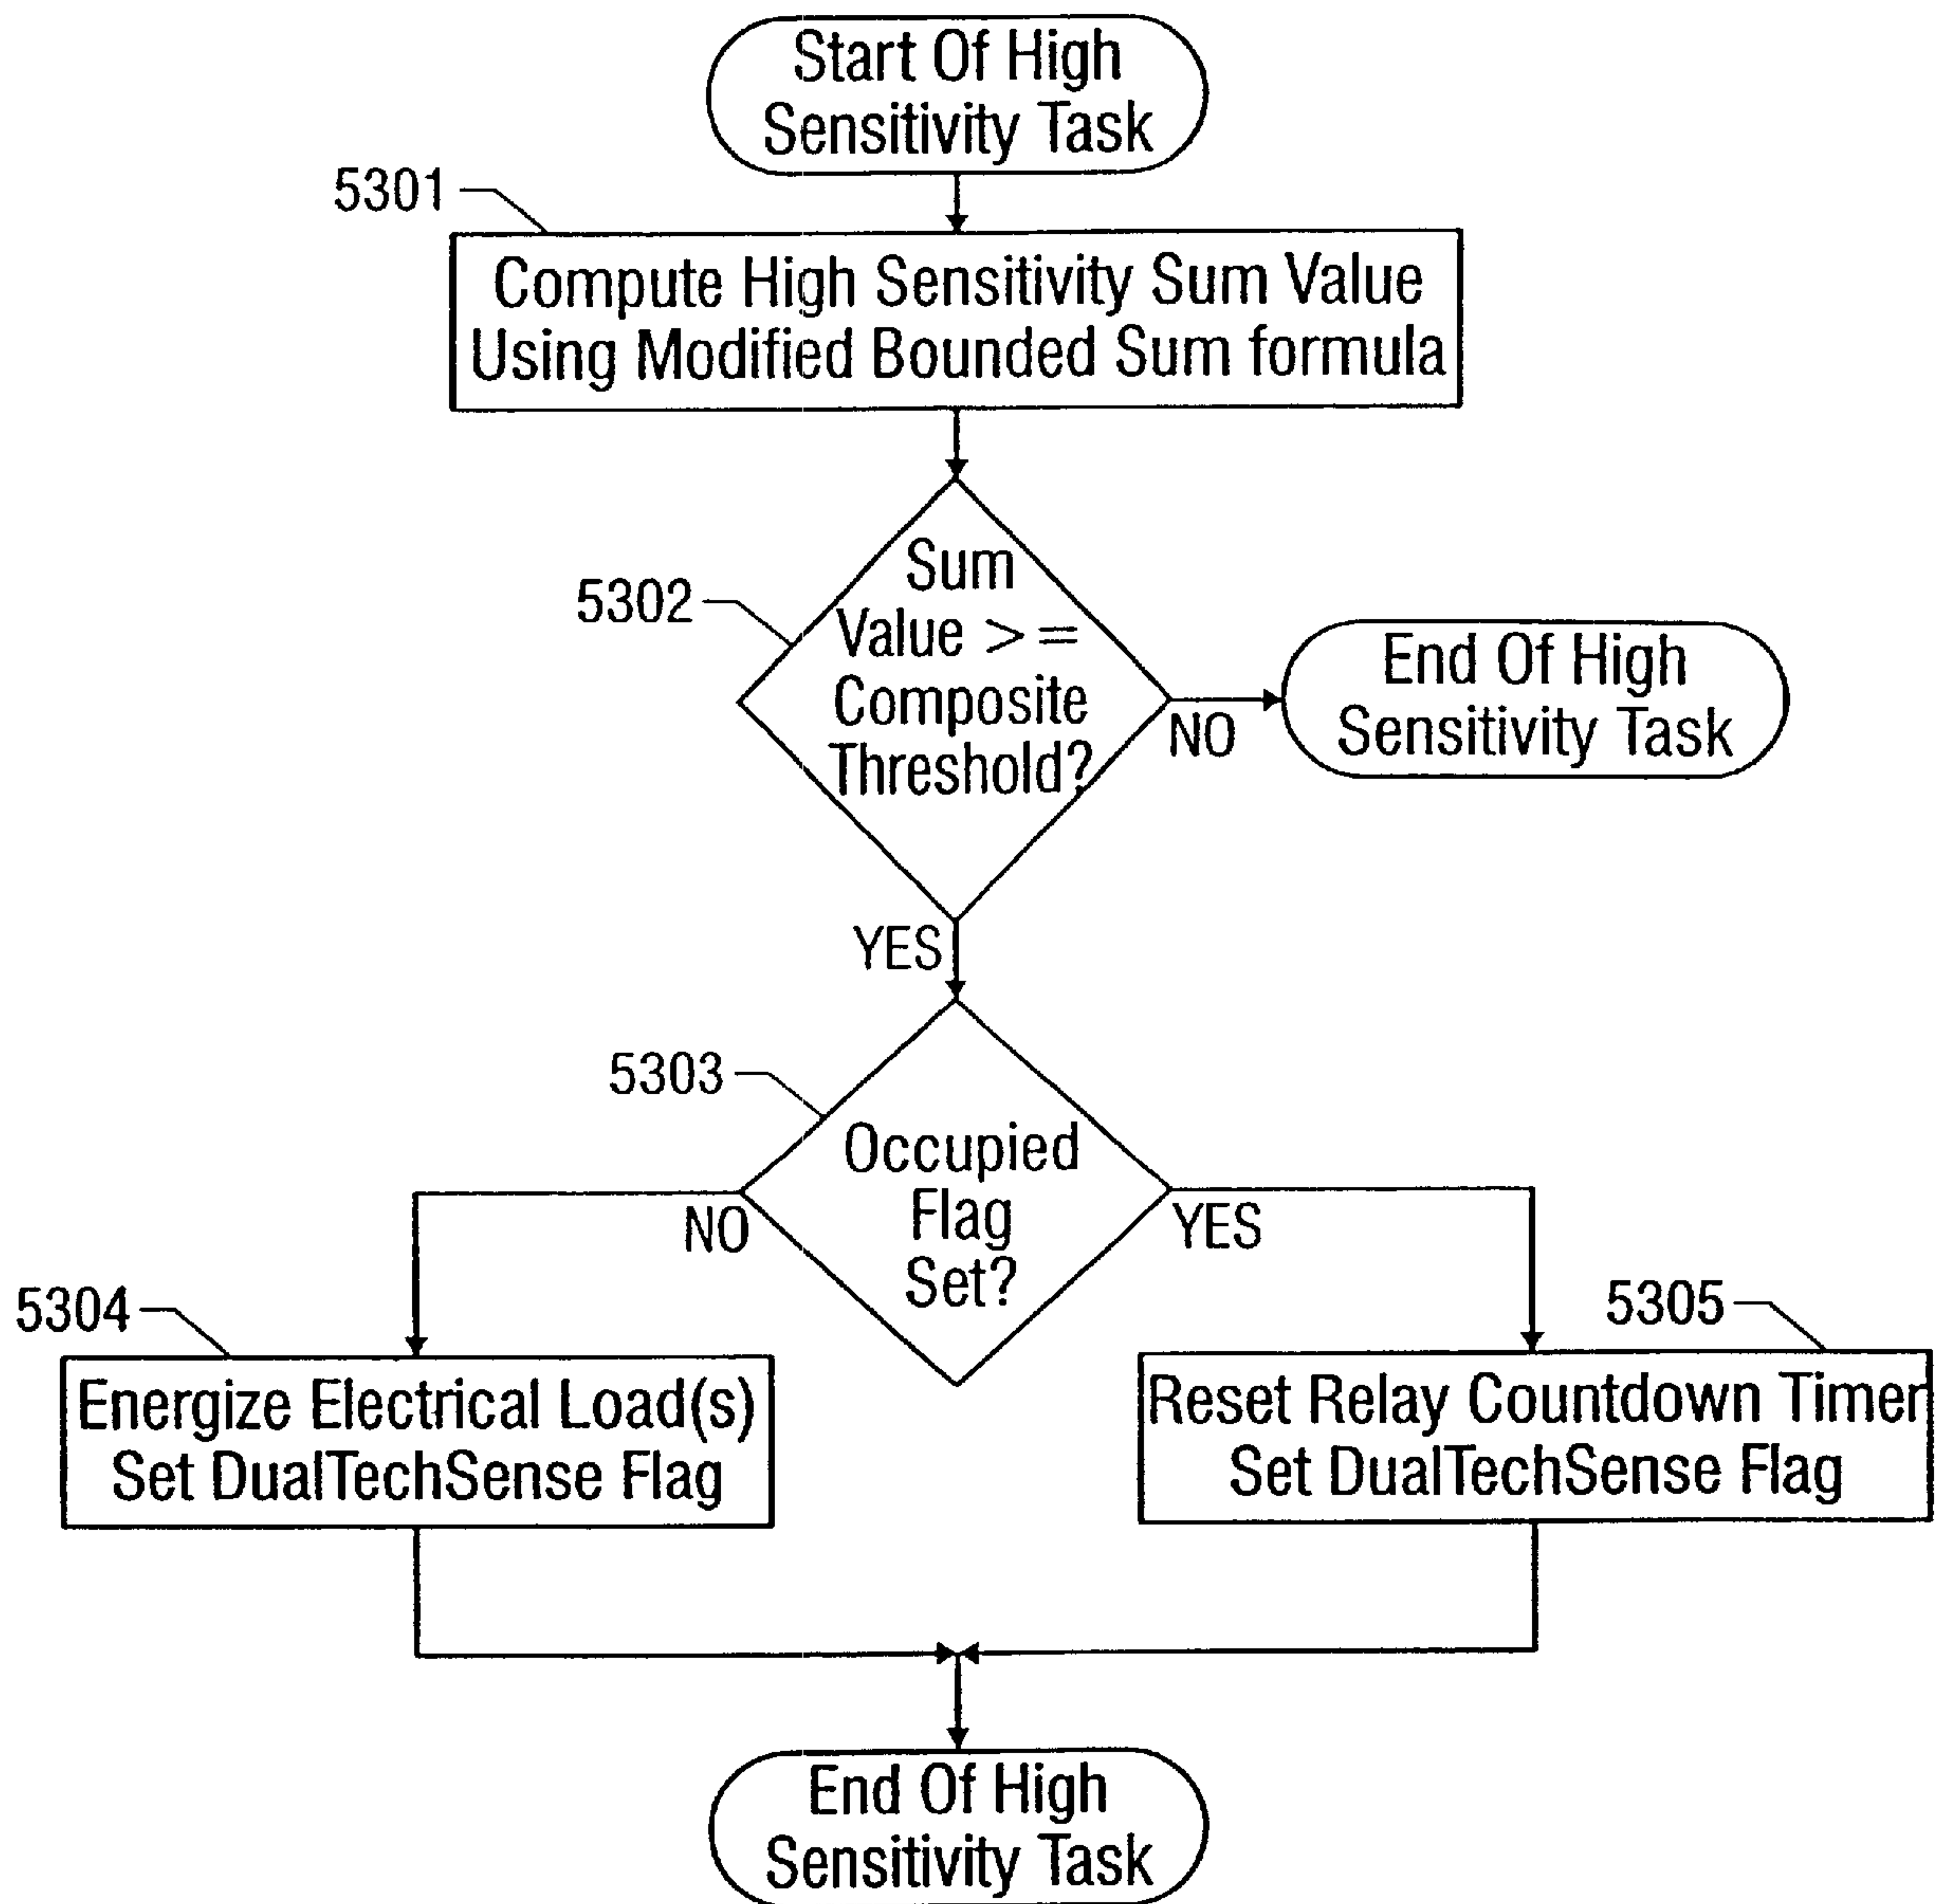 Start Of High
Sensitivity Task
5301
Compute High Sensitivity Sum Value
Using Modified Bounded Sum formula
5302
Sum
Value >=
Composite
Threshold?
NO
End Of High
Sensitivity Task
YES
5303
Occupied
Flag
Set?
NO
YES
5304
Energize Electrical Load(s)
Set DualTechSense Flag
5305
Reset Relay Countdown Timer
Set DualTechSense Flag
End Of High
Sensitivity Task